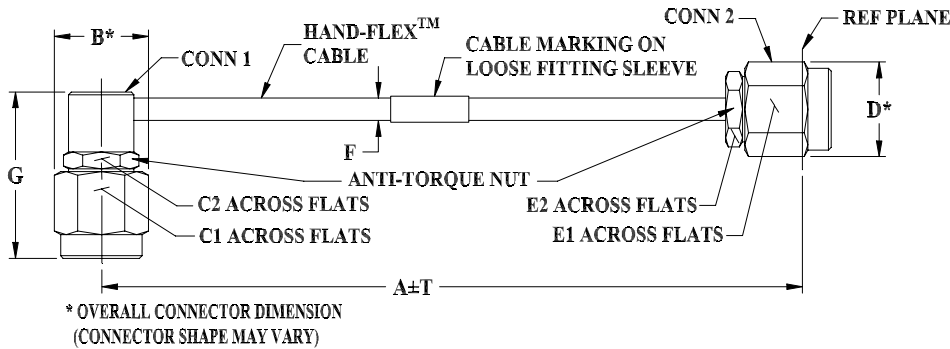 CONN 2
REF PLANE
B*
HAND-FLEX™
CABLE
CABLE MARKING ON
LOOSE FITTING SLEEVE
CONN 1
D*
G
F
ANTI-TORQUE NUT
C2 ACROSS FLATS
E2 ACROSS FLATS
C1 ACROSS FLATS
E1 ACROSS FLATS
A±T
* OVERALL CONNECTOR DIMENSION
(CONNECTOR SHAPE MAY VARY)